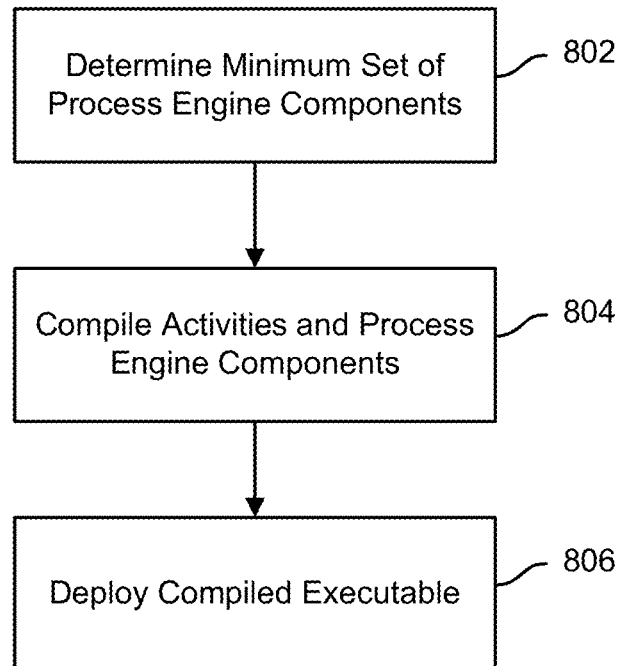 Determine Minimum Set of
Process Engine Components
802
Compile Activities and Process
Engine Components
804
Deploy Compiled Executable
806